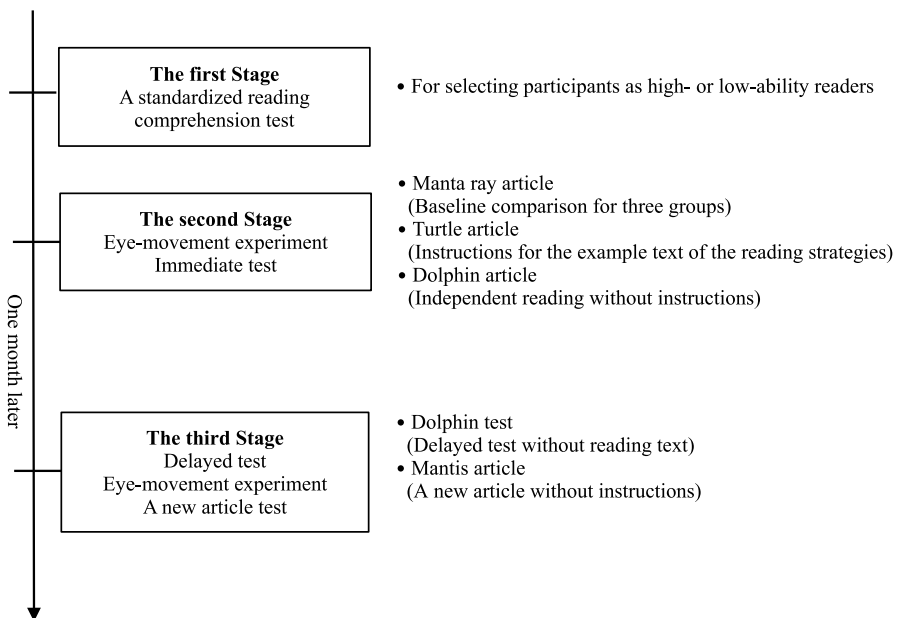 The first Stage
A standardized reading
comprehension test
• For selecting participants as high- or low-ability readers
The second Stage
Eye-movement experiment
Immediate test
• Manta ray article
(Baseline comparison for three groups)
• Turtle article
(Instructions for the example text of the reading strategies)
• Dolphin article
(Independent reading without instructions)
One month later
The third Stage
Delayed test
Eye-movement experiment
A new article test
• Dolphin test
(Delayed test without reading text)
• Mantis article
(A new article without instructions)